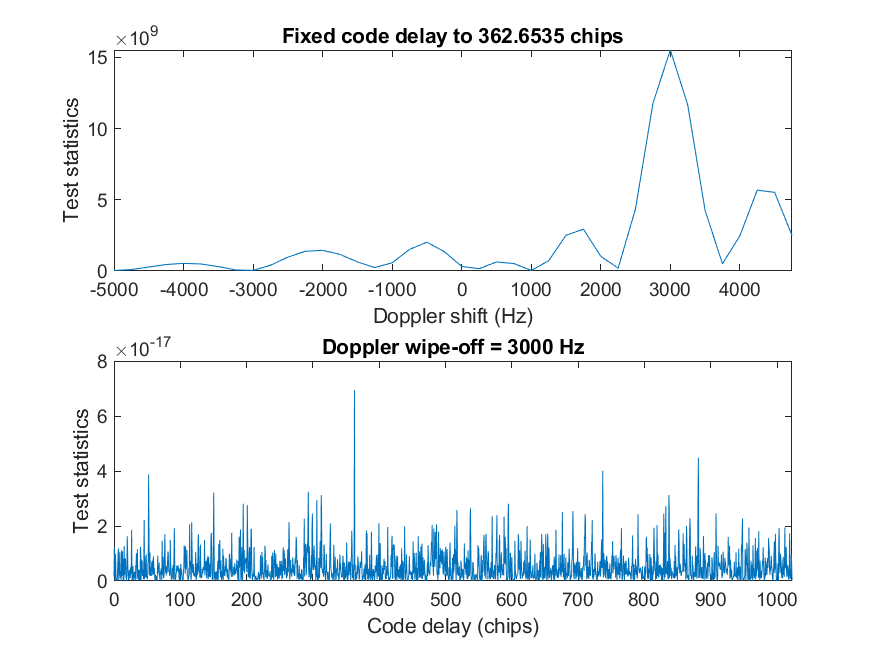 ×10^9
Fixed code delay to 362.6535 chips
15
10
5
0
Test statistics
-5000 -4000 -3000 -2000 -1000 0 1000 2000 3000 4000
Doppler shift (Hz)
×10^-17
Doppler wipe-off = 3000 Hz
8
6
4
2
0
Test statistics
0 100 200 300 400 500 600 700 800 900 1000
Code delay (chips)